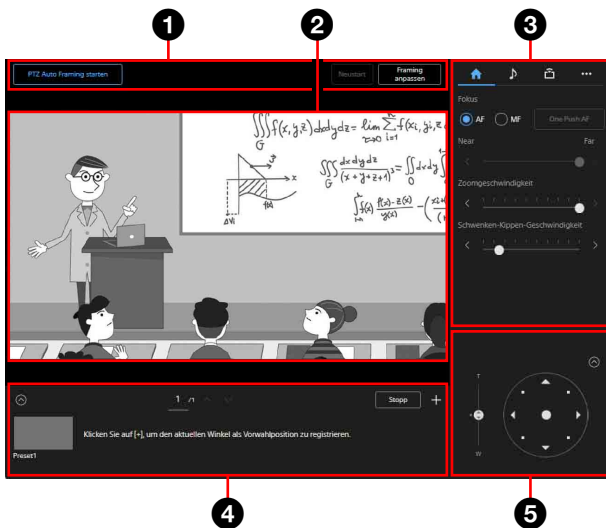 1
2
3
PTZ Auto Framing starten
Neustart
Framing
anpassen
Fokus
AF
MF
One Push AF
Near
Far
Zoomgeschwindigkeit
Schwenken-Kippen-Geschwindigkeit
G
x
ΔVi
1 /1
Stopp
Klicken Sie auf [+], um den aktuellen Winkel als Vorwahlposition zu registrieren.
Preset1
T
W
4
5